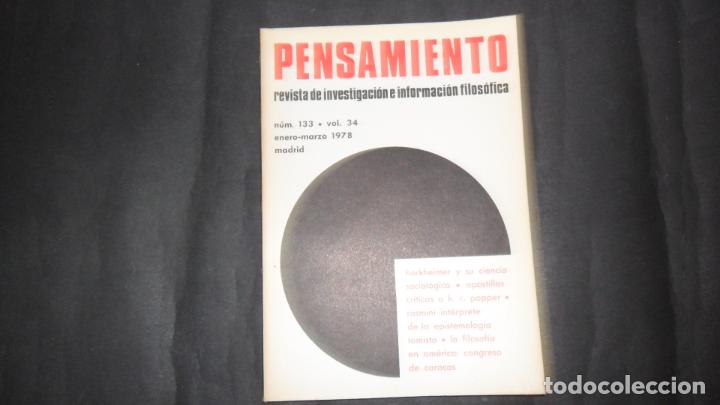 PENSAMIENTO
revista de investigación e información filosófica
núm. 133 • vol. 34
enero-marzo 1978
madrid
horkheimer y su ciencia
sociológica • apostillas
críticas a k. r. popper •
rosmini intérprete
de la epistemología
tomista • la filosofía
en américa: congreso
de caracas
todocoleccion